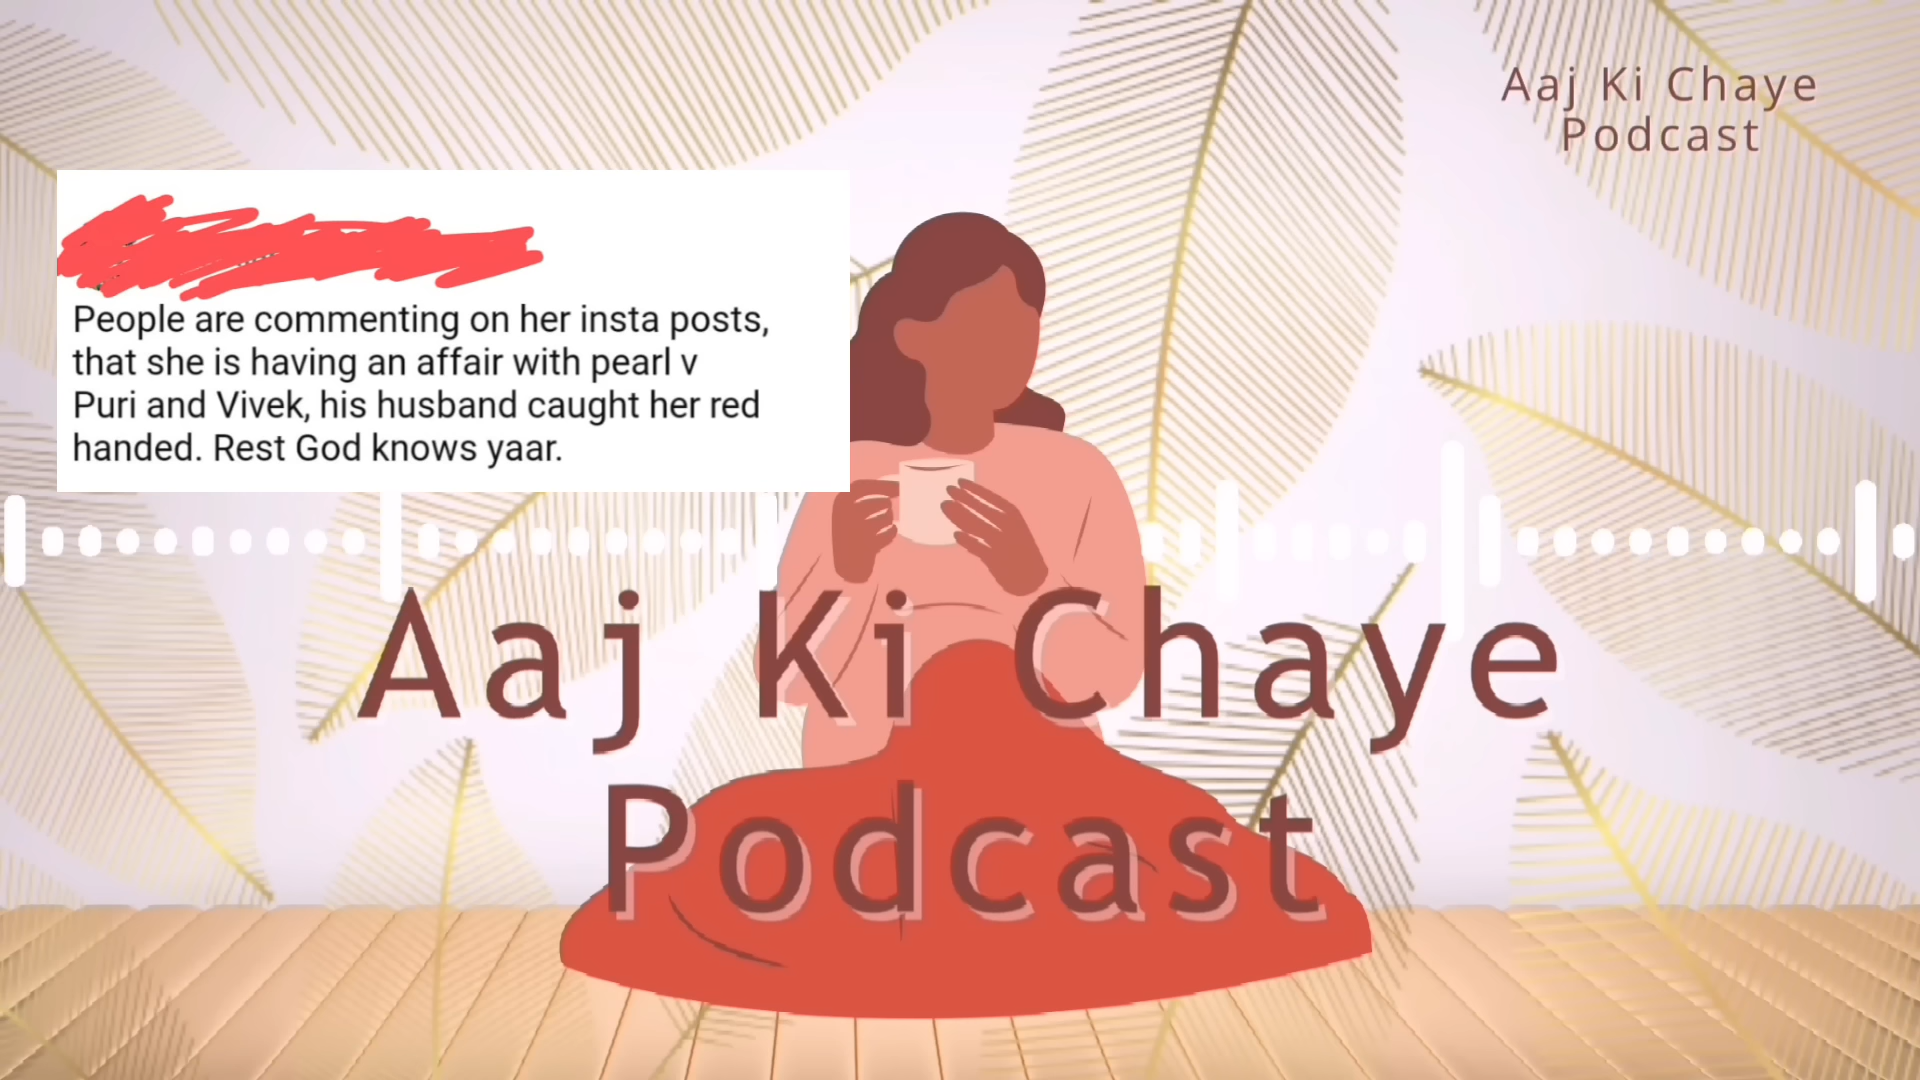 Aaj Ki Chaye
Podcast
People are commenting on her insta posts,
that she is having an affair with pearl v
Puri and Vivek, his husband caught her red
handed. Rest God knows yaar.
Aaj Ki Chaye
Podcast